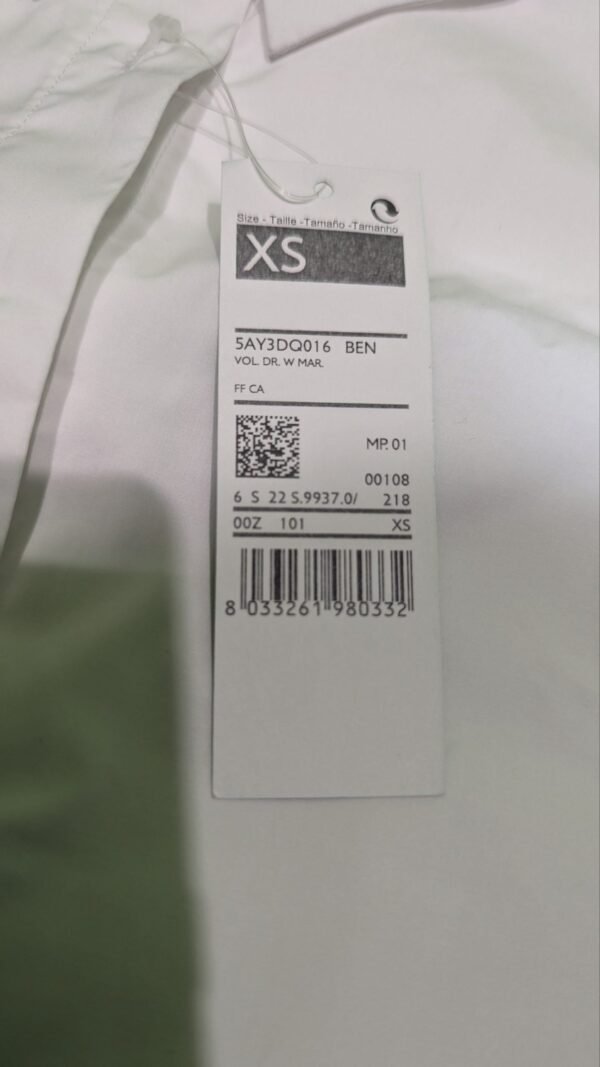 Size - Taille -Tamaño -Tamanho
XS
5AY3DQ016 BEN
VOL. DR. W MAR.
FF CA
MP. 01
00108
6 S 22 S.9937.0/ 218
00Z 101 XS
8 033261 980332